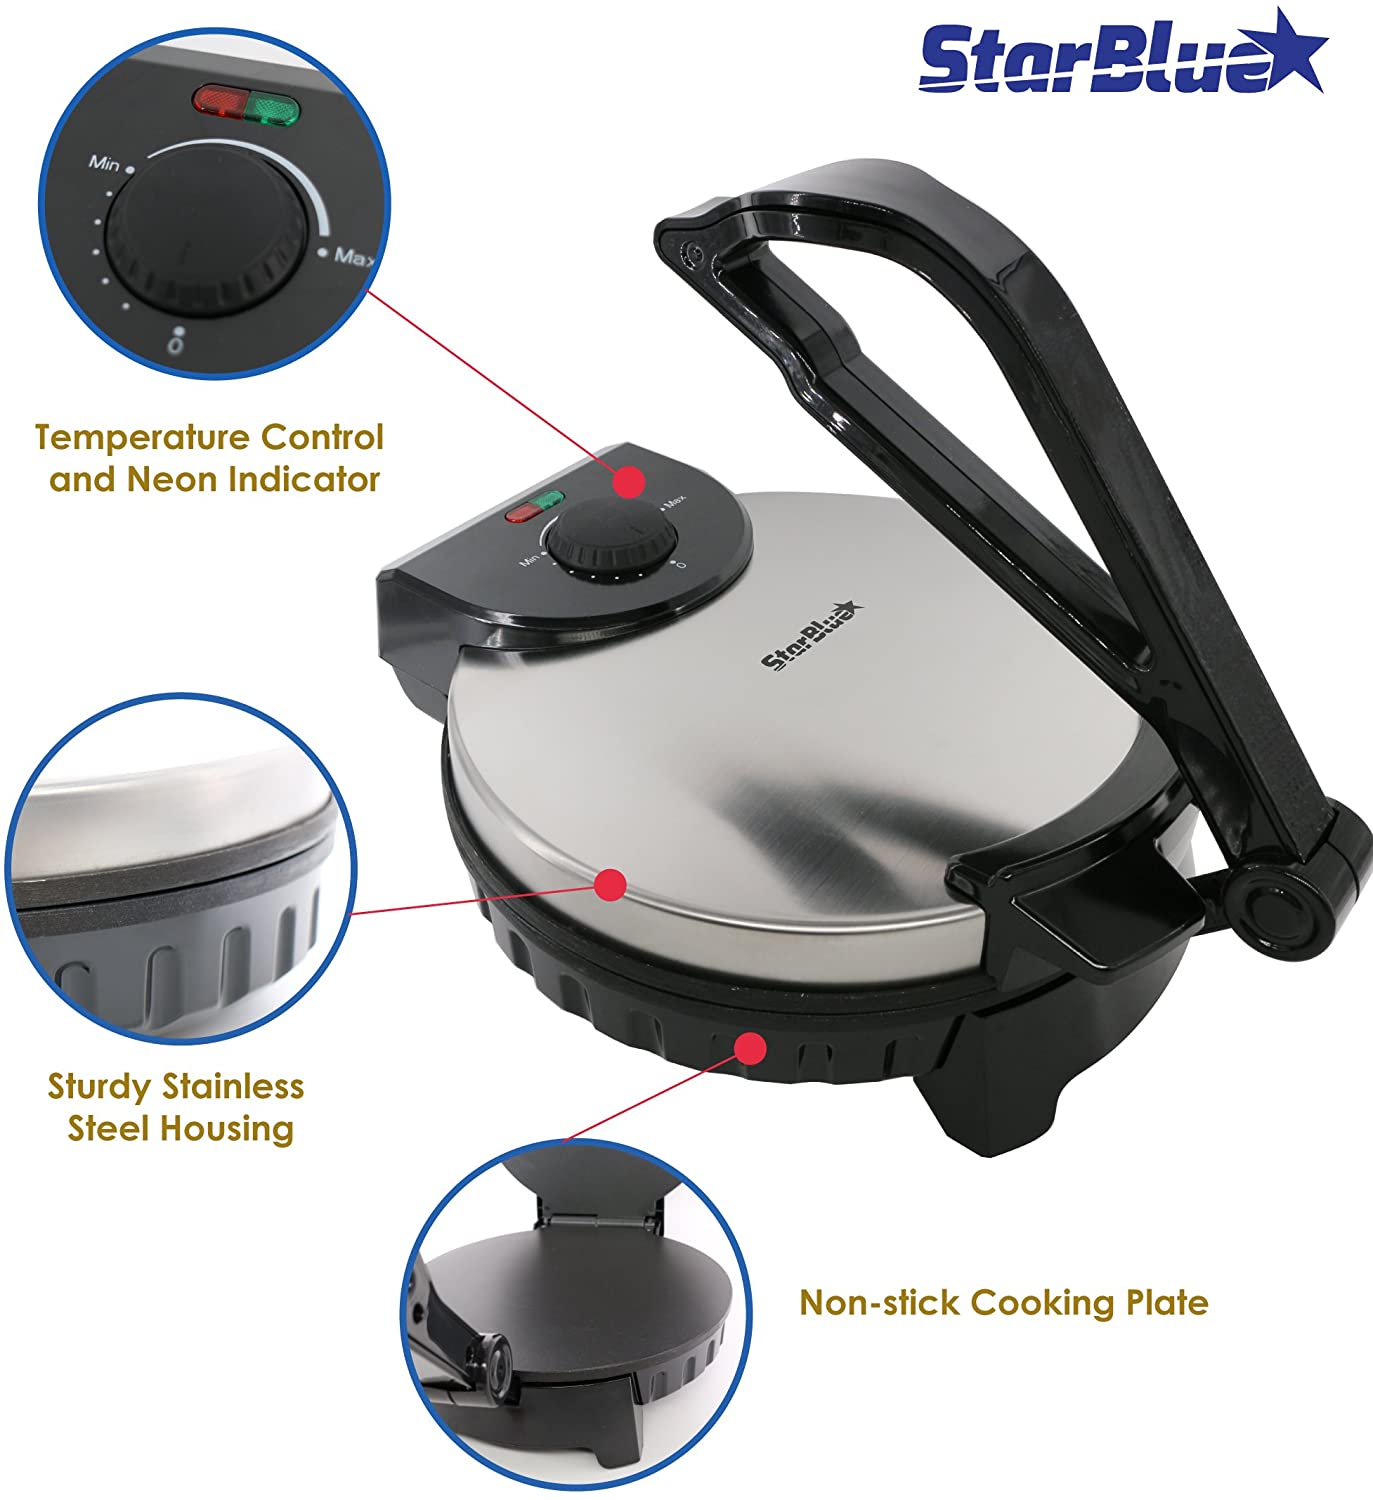 StarBlue
Min
Max
0
Temperature Control
and Neon Indicator
Max
Min
0
StarBlue
Sturdy Stainless
Steel Housing
Non-stick Cooking Plate